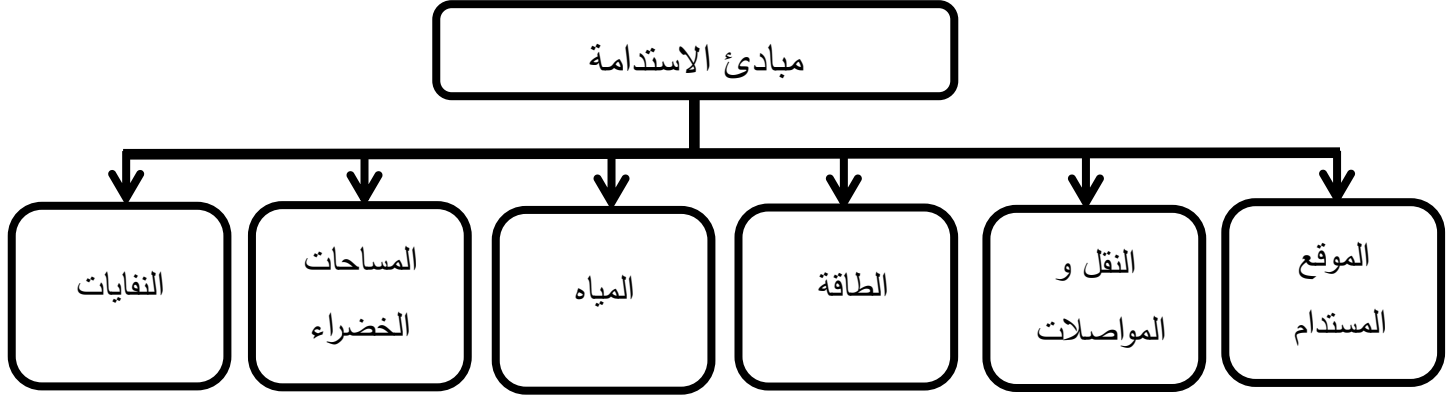 مبادئ الاستدامة
الموقع
المستدام
النقل و
المواصلات
الطاقة
المياه
المساحات
الخضراء
النفايات